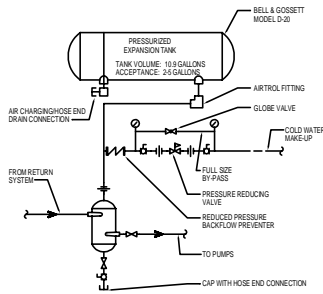 BELL & GOSSETT
MODEL D-20
PRESSURIZED
EXPANSION TANK
TANK VOLUME: 10.9 GALLONS
ACCEPTANCE: 2-5 GALLONS
AIRTROL FITTING
AIR CHARGING/HOSE END
DRAIN CONNECTION
GLOBE VALVE
COLD WATER
MAKE-UP
FROM RETURN
SYSTEM
FULL SIZE
BY-PASS
PRESSURE REDUCING
VALVE
REDUCED PRESSURE
BACKFLOW PREVENTER
TO PUMPS
CAP WITH HOSE END CONNECTION